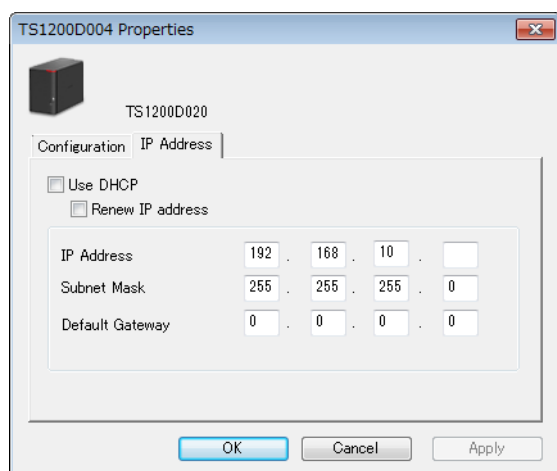 TS1200D004 Properties
TS1200D020
Configuration IP Address
Use DHCP
Renew IP address
IP Address 192 . 168 . 10 .
Subnet Mask 255 . 255 . 255 . 0
Default Gateway 0 . 0 . 0 . 0
OK Cancel Apply